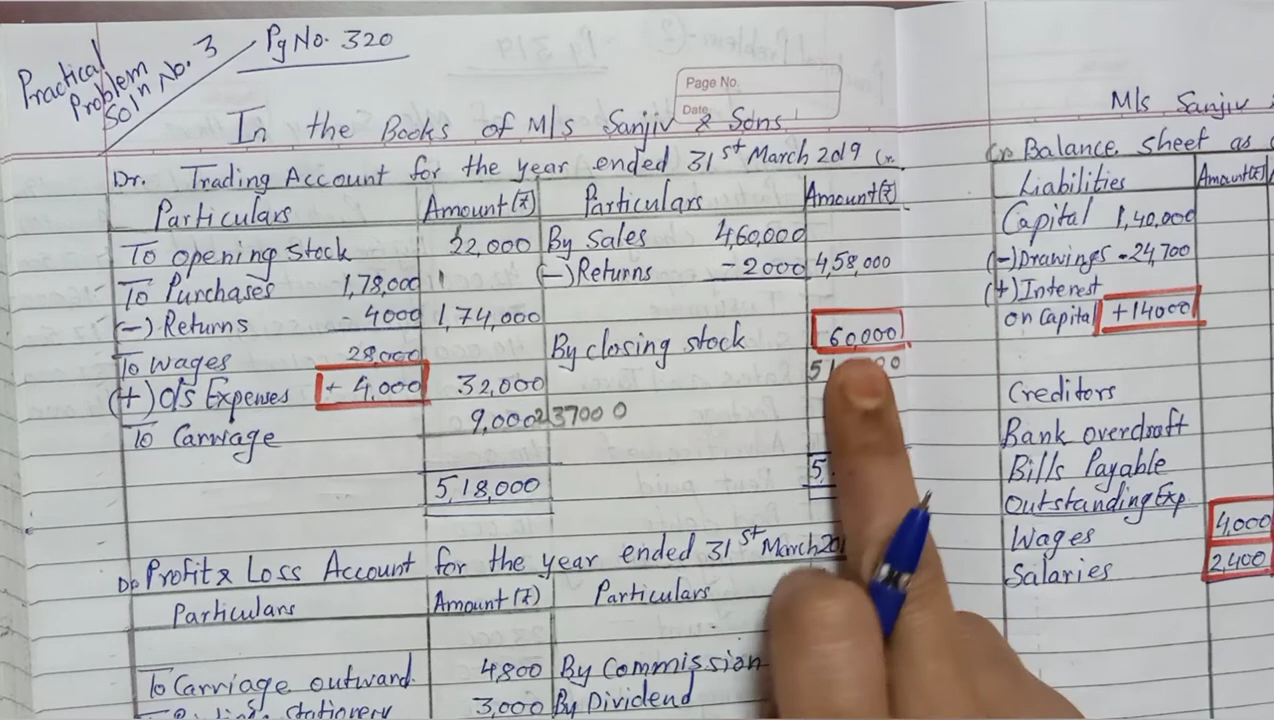 Practical Problem Soln No. 3
Pg No. 320
Page No.
Date
In the Books of M/s Sanjiv & Sons
Dr. Trading Account for the year ended 31st March 2019 Cr.
Particulars Amount (₹) Particulars Amount (₹)
To opening stock 22,000 By Sales 4,60,000
To Purchases 1,78,000 (-) Returns - 2000 4,58,000
(-) Returns - 4000 1,74,000
To Wages 28,000 By closing stock 60,000
(+) O/s Expenses + 4,000 32,000
To Carriage 9,000 237000
5,18,000
Dr. Profit & Loss Account for the year ended 31st March
Particulars Amount (₹) Particulars
To Carriage outward. 4,800 By Commission
stationery 3,000 By Dividend
M/s Sanjiv
Cr. Balance Sheet as
Liabilities Amount (₹)
Capital 1,40,000
(-) Drawings - 24,700
(+) Interest
on Capital + 14000
Creditors
Bank overdraft
Bills Payable
Outstanding Exp.
Wages 4,000
Salaries 2,400